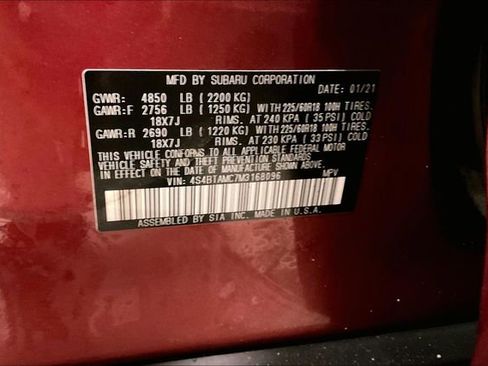 MFD BY SUBARU CORPORATION
DATE: 01/21
GVWR: 4850 LB (2200 KG)
GAWR:F 2756 LB (1250 KG) WITH 225/60R18 100H TIRES.
18X7J RIMS. AT 240 KPA (35 PSI) COLD
GAWR:R 2690 LB (1220 KG) WITH 225/60R18 100H TIRES.
18X7J RIMS. AT 230 KPA (33 PSI) COLD
THIS VEHICLE CONFORMS TO ALL APPLICABLE FEDERAL MOTOR
VEHICLE SAFETY AND THEFT PREVENTION STANDARDS
IN EFFECT ON THE DATE OF MANUFACTURE SHOWN ABOVE.
VIN: 4S4BTAMC7M3168096 MPV
ASSEMBLED BY SIA INC. MADE IN U.S.A.